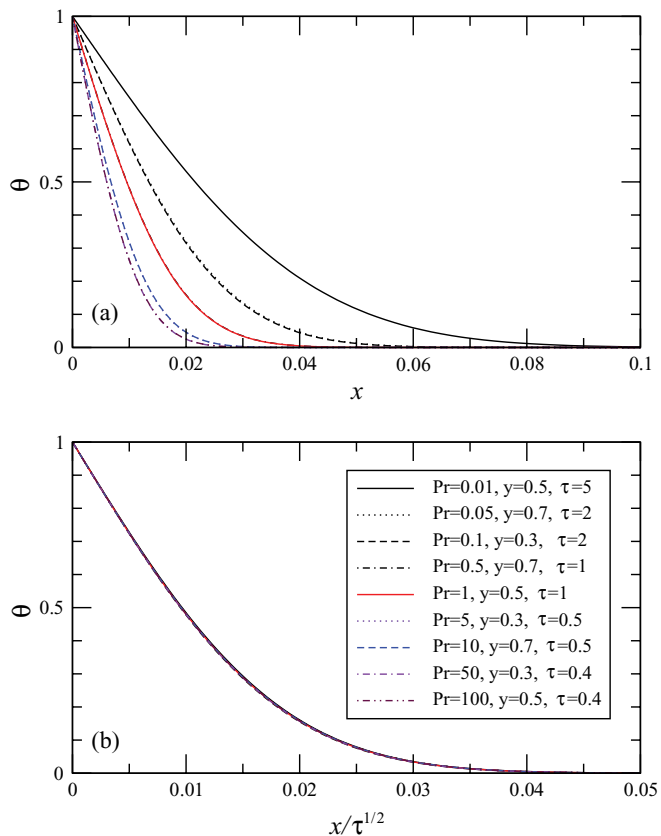 1
0.5
0
θ
(a)
0 0.02 0.04 0.06 0.08 0.1
x
1
0.5
0
θ
(b)
Pr=0.01, y=0.5, τ=5
Pr=0.05, y=0.7, τ=2
Pr=0.1, y=0.3, τ=2
Pr=0.5, y=0.7, τ=1
Pr=1, y=0.5, τ=1
Pr=5, y=0.3, τ=0.5
Pr=10, y=0.7, τ=0.5
Pr=50, y=0.3, τ=0.4
Pr=100, y=0.5, τ=0.4
0 0.01 0.02 0.03 0.04 0.05
x/τ^1/2